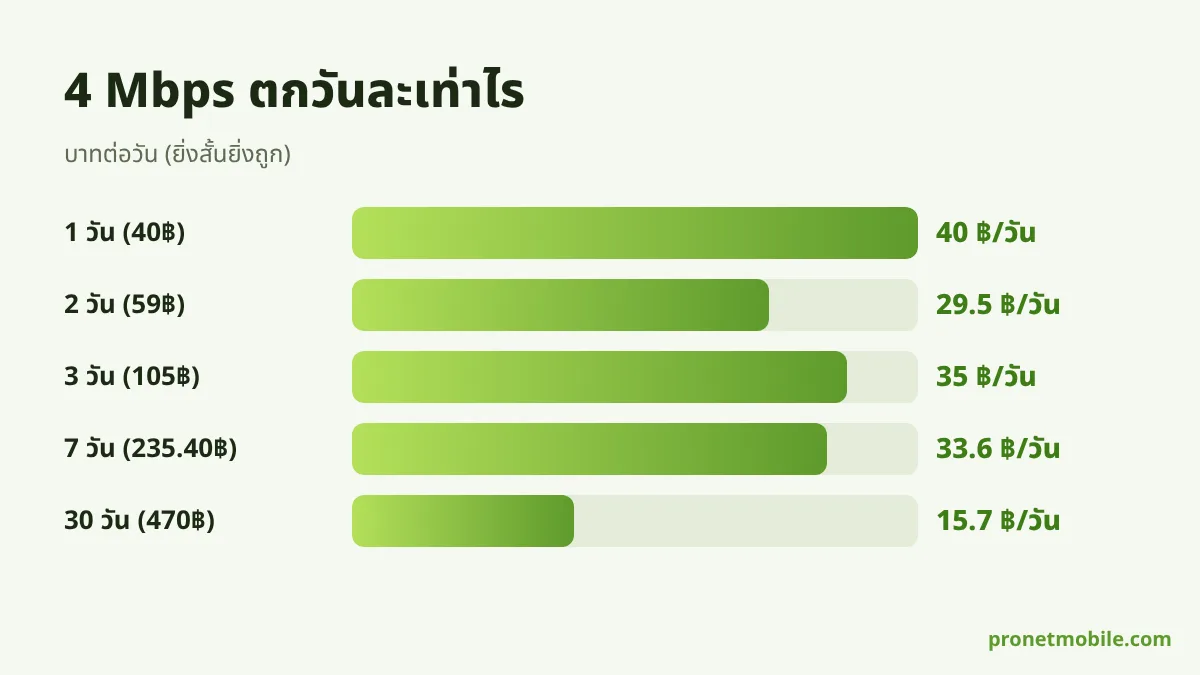 4 Mbps ตกวันละเท่าไร
บาทต่อวัน (ยิ่งสั้นยิ่งถูก)
1 วัน (40฿) 40 ฿/วัน
2 วัน (59฿) 29.5 ฿/วัน
3 วัน (105฿) 35 ฿/วัน
7 วัน (235.40฿) 33.6 ฿/วัน
30 วัน (470฿) 15.7 ฿/วัน
pronetmobile.com